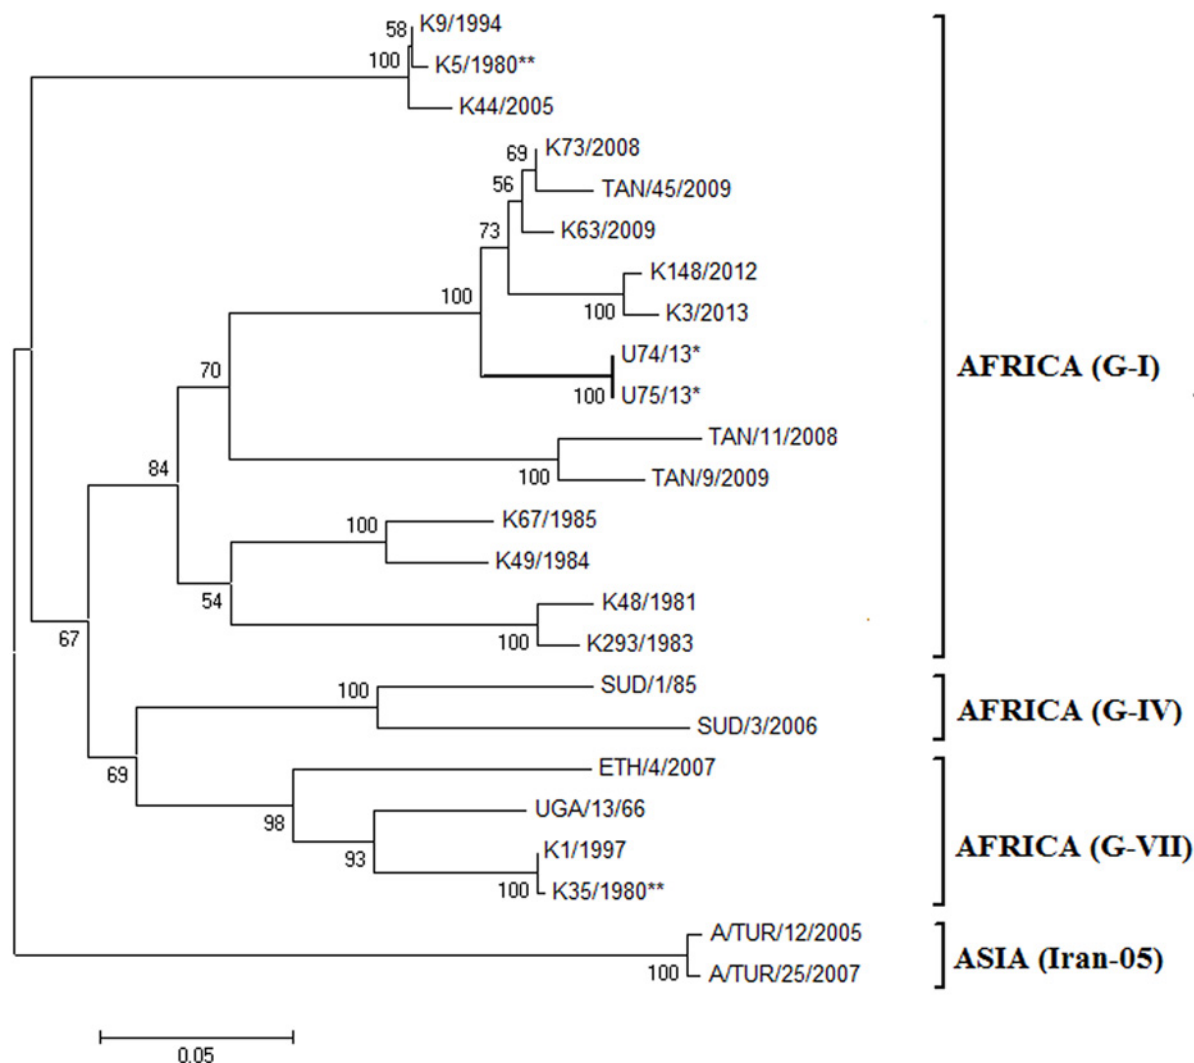 K9/1994
58
K5/1980**
100
K44/2005
K73/2008
69
TAN/45/2009
56
K63/2009
73
K148/2012
100
K3/2013
100
U74/13*
U75/13*
100
AFRICA (G-I)
70
TAN/11/2008
TAN/9/2009
100
84
K67/1985
100
K49/1984
54
K48/1981
K293/1983
100
67
SUD/1/85
100
SUD/3/2006
AFRICA (G-IV)
69
ETH/4/2007
98
UGA/13/66
93
K1/1997
K35/1980**
100
AFRICA (G-VII)
A/TUR/12/2005
A/TUR/25/2007
100
ASIA (Iran-05)
0.05